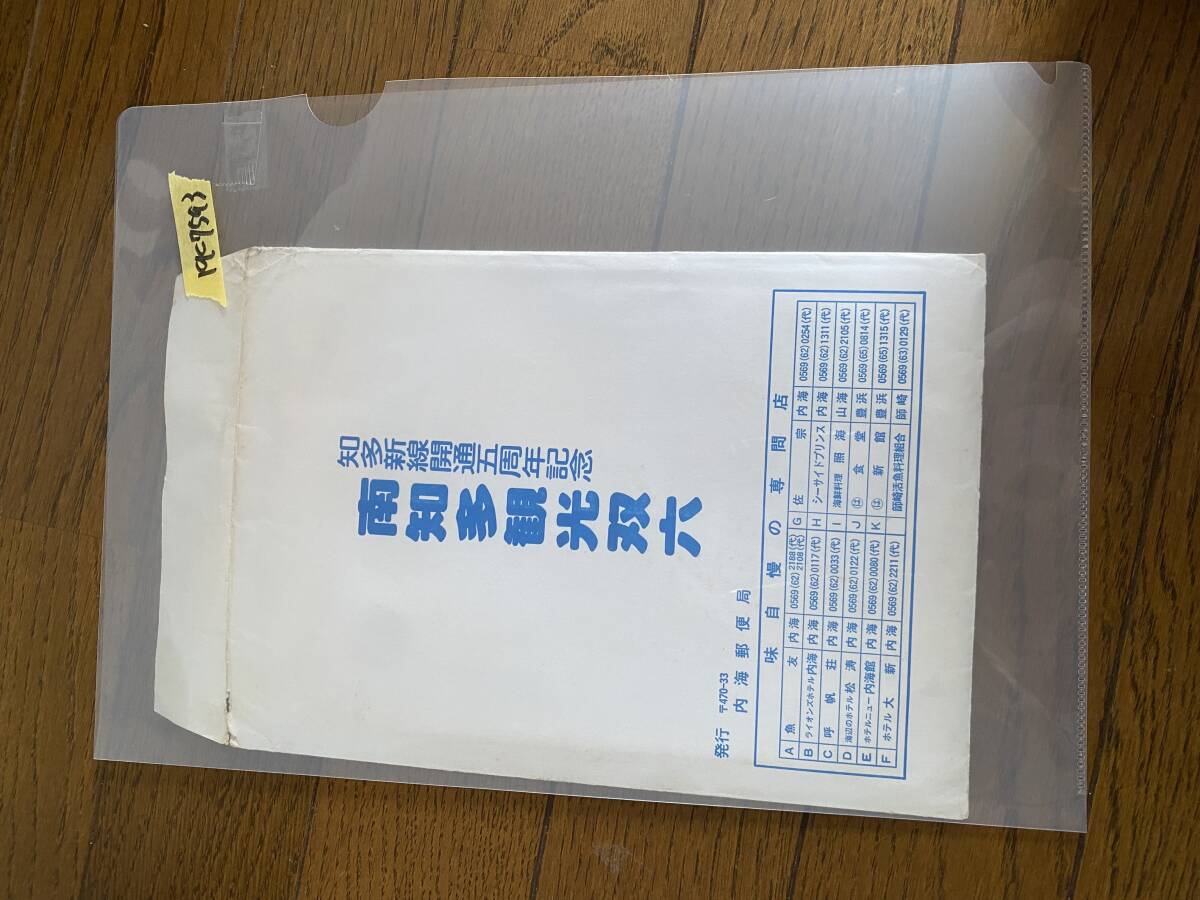 19C7593
知多新線開通五周年記念
南知多観光双六
発行 〒470-33
内海郵便局
味自慢の専門店
A 魚友 内海 0569(62)2188(代) 2108(代)
B ライオンズホテル内海 内海 0569(62)0117(代)
C 呼帆荘 内海 0569(62)0033(代)
D 海辺のホテル松涛 内海 0569(62)0122(代)
E ホテルニュー内海館 内海 0569(62)0080(代)
F ホテル大新 内海 0569(62)2211(代)
G 佐宗 内海 0569(62)0254(代)
H シーサイドプリンス 内海 0569(62)1311(代)
I 海鮮料理 照海 山海 0569(62)2105(代)
J ㋩食堂 豊浜 0569(65)0814(代)
K ㋩新館 豊浜 0569(65)1315(代)
師崎活魚料理組合 師崎 0569(63)0129(代)